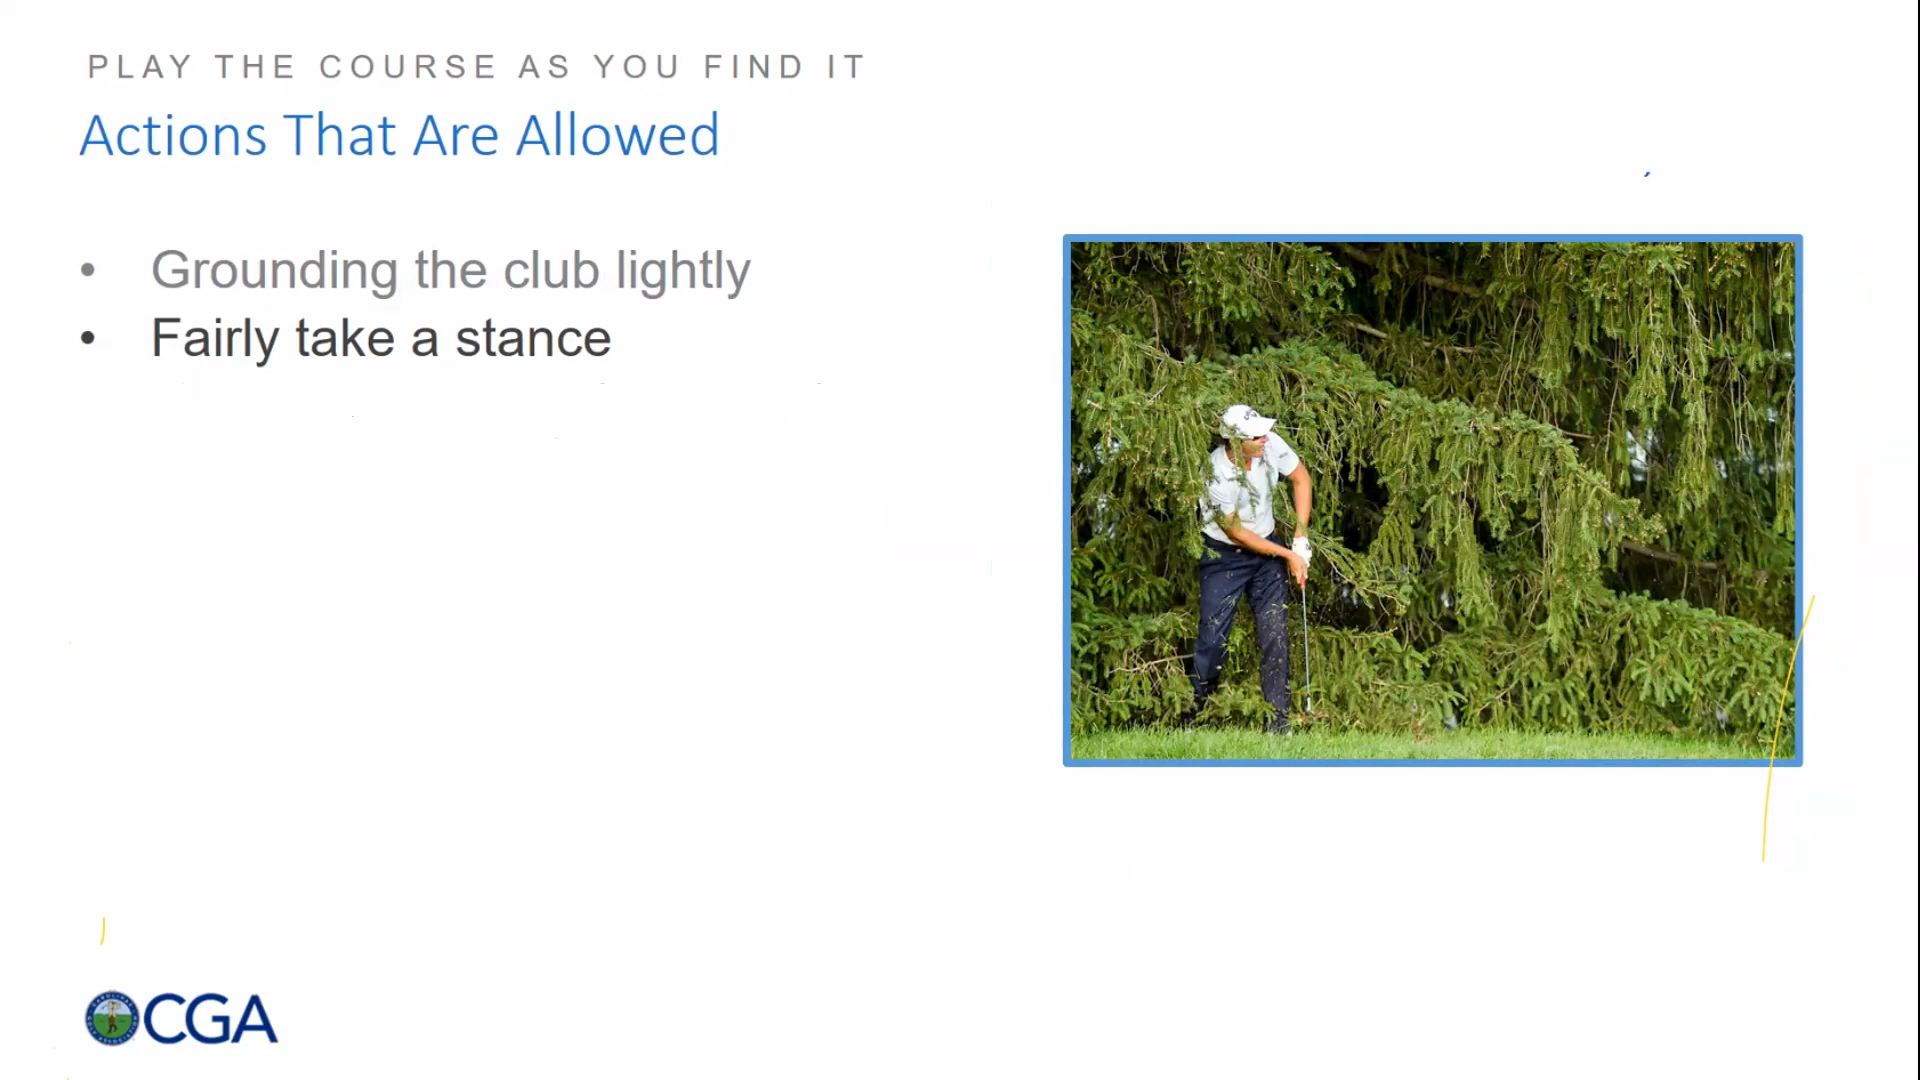 PLAY THE COURSE AS YOU FIND IT
Actions That Are Allowed
• Grounding the club lightly
• Fairly take a stance
CGA